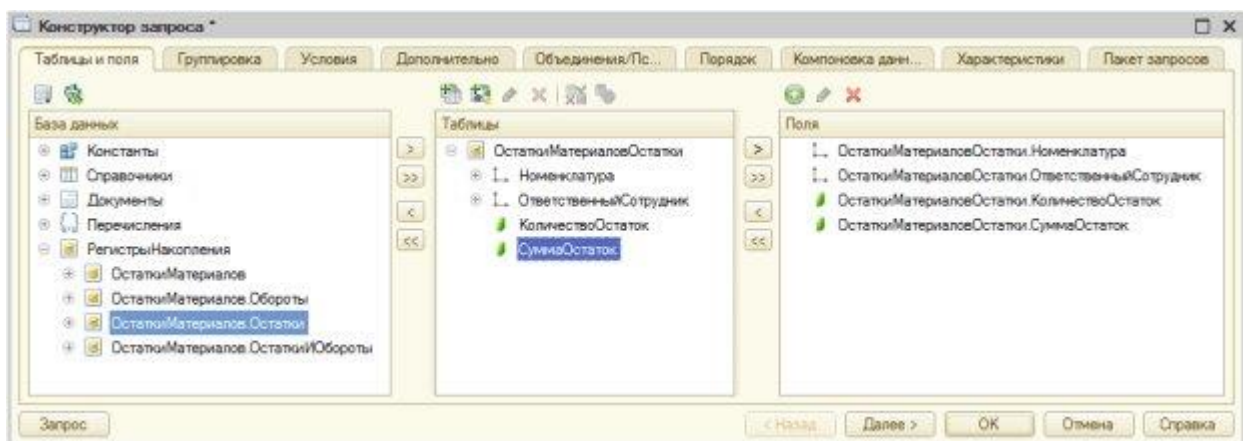 Конструктор запроса *
Таблицы и поля Группировка Условия Дополнительно Объединения/Пс... Порядок Компоновка данн... Характеристики Пакет запросов
База данных
Константы
Справочники
Документы
Перечисления
РегистрыНакопления
ОстаткиМатериалов
ОстаткиМатериалов.Обороты
ОстаткиМатериалов.Остатки
ОстаткиМатериалов.ОстаткиИОбороты
> >> < <<
Таблицы
ОстаткиМатериаловОстатки
Номенклатура
ОтветственныйСотрудник
КоличествоОстаток
СуммаОстаток
> >> < <<
Поля
ОстаткиМатериаловОстатки.Номенклатура
ОстаткиМатериаловОстатки.ОтветственныйСотрудник
ОстаткиМатериаловОстатки.КоличествоОстаток
ОстаткиМатериаловОстатки.СуммаОстаток
Запрос < Назад Далее > OK Отмена Справка